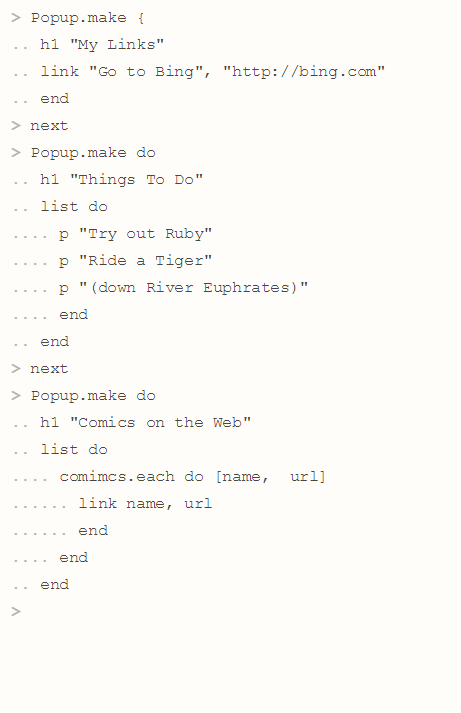 > Popup.make {
.. h1 "My Links"
.. link "Go to Bing", "http://bing.com"
.. end
> next
> Popup.make do
.. h1 "Things To Do"
.. list do
.... p "Try out Ruby"
.... p "Ride a Tiger"
.... p "(down River Euphrates)"
.... end
.. end
> next
> Popup.make do
.. h1 "Comics on the Web"
.. list do
.... comimcs.each do [name,  url]
...... link name, url
...... end
.... end
.. end
>